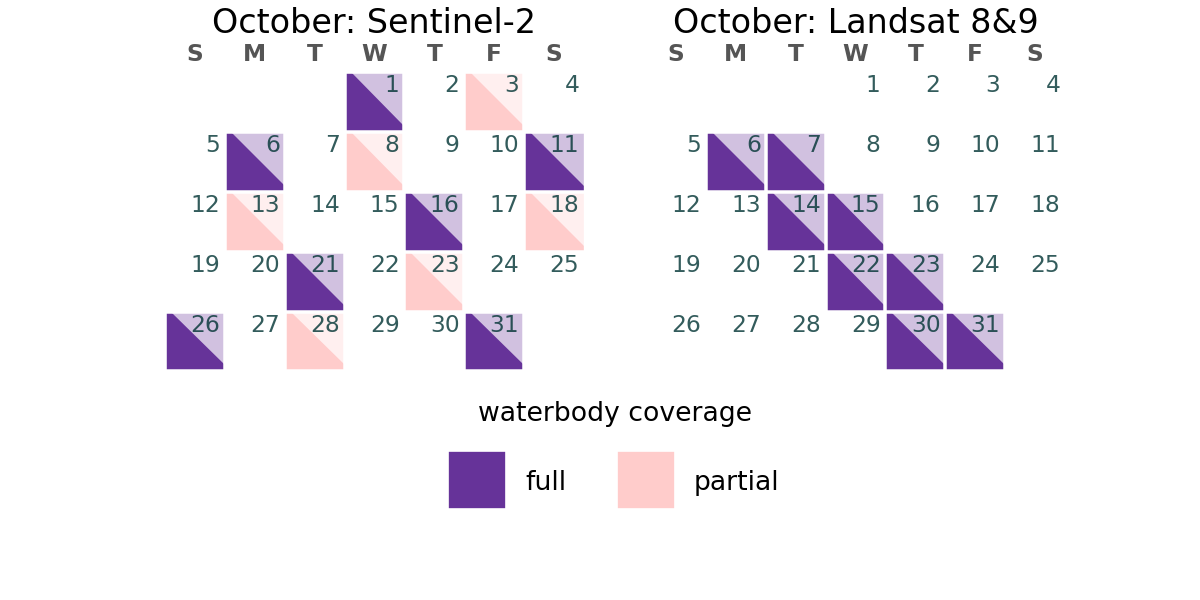 October: Sentinel-2
S M T W T F S
1 2 3 4
5 6 7 8 9 10 11
12 13 14 15 16 17 18
19 20 21 22 23 24 25
26 27 28 29 30 31
October: Landsat 8&9
S M T W T F S
1 2 3 4
5 6 7 8 9 10 11
12 13 14 15 16 17 18
19 20 21 22 23 24 25
26 27 28 29 30 31
waterbody coverage
full
partial